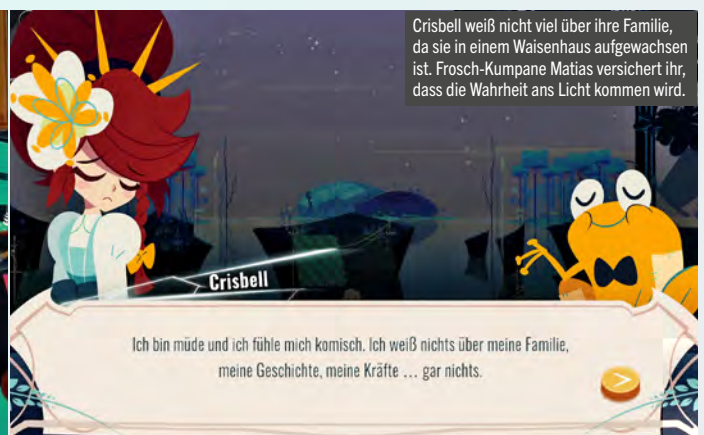 Crisbell weiß nicht viel über ihre Familie,
da sie in einem Waisenhaus aufgewachsen
ist. Frosch-Kumpane Matias versichert ihr,
dass die Wahrheit ans Licht kommen wird.
Crisbell
Ich bin müde und ich fühle mich komisch. Ich weiß nichts über meine Familie,
meine Geschichte, meine Kräfte … gar nichts.